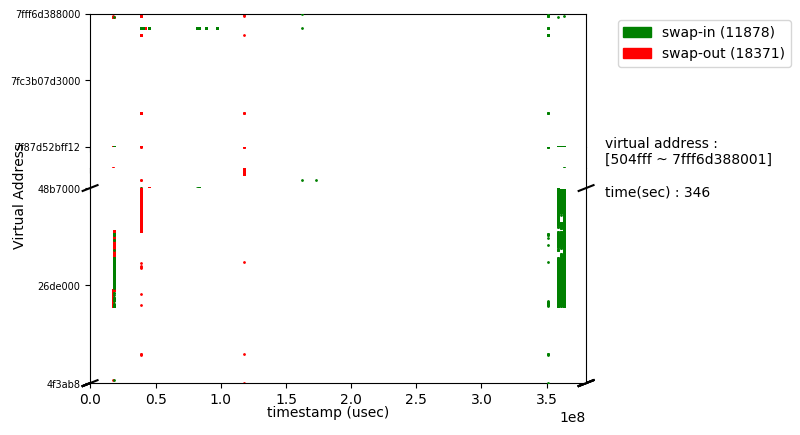 7fff6d388000
7fc3b07d3000
7f87d52bff12
48b7000
26de000
4f3ab8
Virtual Address
0.0
0.5
1.0
1.5
2.0
2.5
3.0
3.5
1e8
timestamp (usec)
swap-in (11878)
swap-out (18371)
virtual address :
[504fff ~ 7fff6d388001]
time(sec) : 346